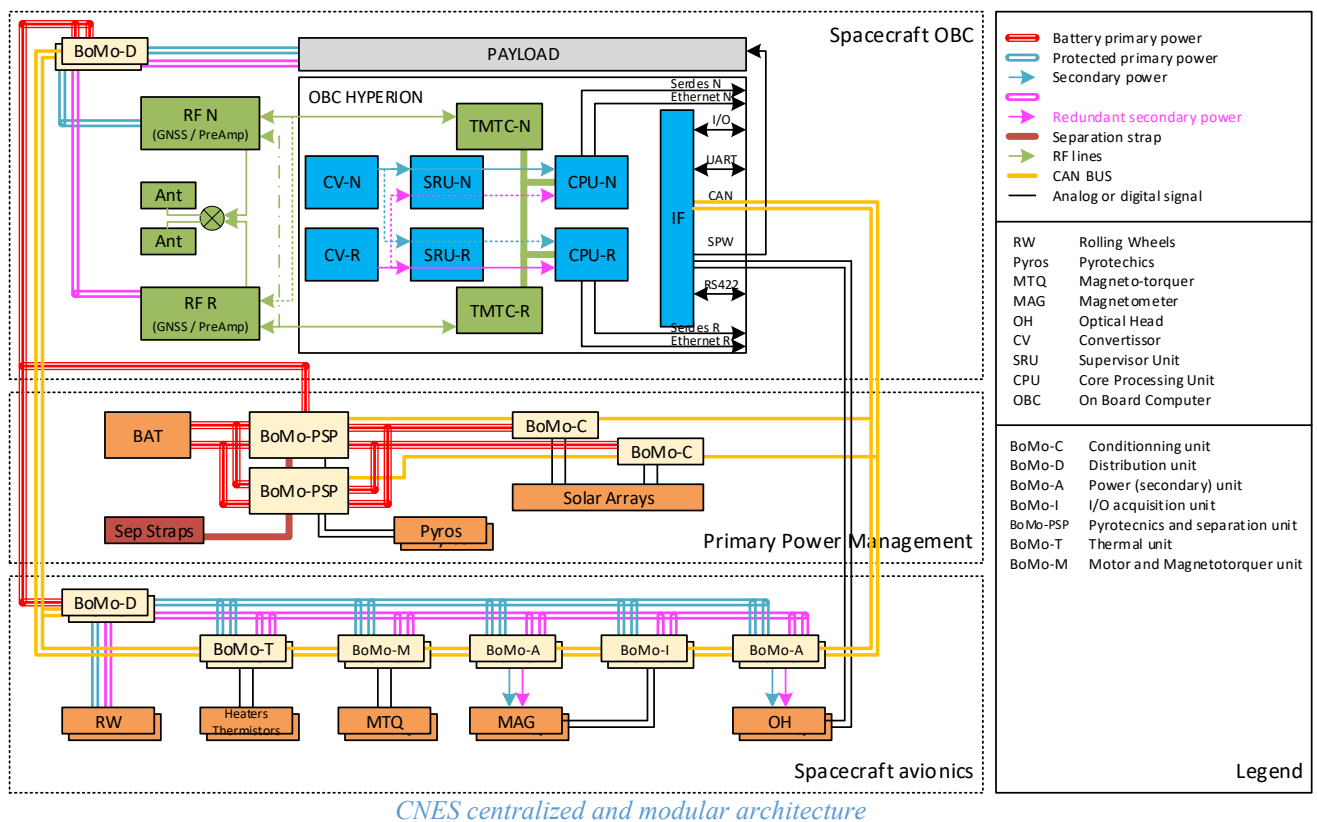 Spacecraft OBC
BoMo-D
PAYLOAD
OBC HYPERION
RF N
(GNSS / PreAmp)
TMTC-N
Serdes N
Ethernet N
I/O
UART
CAN
SPW
RS422
Serdes R
Ethernet R
IF
CV-N
SRU-N
CPU-N
CV-R
SRU-R
CPU-R
Ant
Ant
RF R
(GNSS / PreAmp)
TMTC-R
BAT
BoMo-PSP
BoMo-PSP
BoMo-C
BoMo-C
Solar Arrays
Sep Straps
Pyros
Primary Power Management
BoMo-D
BoMo-T
BoMo-M
BoMo-A
BoMo-I
BoMo-A
RW
Heaters
Thermistors
MTQ
MAG
OH
Spacecraft avionics
Battery primary power
Protected primary power
Secondary power
Redundant secondary power
Separation strap
RF lines
CAN BUS
Analog or digital signal
RW Rolling Wheels
Pyros Pyrotechics
MTQ Magneto-torquer
MAG Magnetometer
OH Optical Head
CV Convertissor
SRU Supervisor Unit
CPU Core Processing Unit
OBC On Board Computer
BoMo-C Conditionning unit
BoMo-D Distribution unit
BoMo-A Power (secondary) unit
BoMo-I I/O acquisition unit
BoMo-PSP Pyrotecnics and separation unit
BoMo-T Thermal unit
BoMo-M Motor and Magnetotorquer unit
Legend
CNES centralized and modular architecture